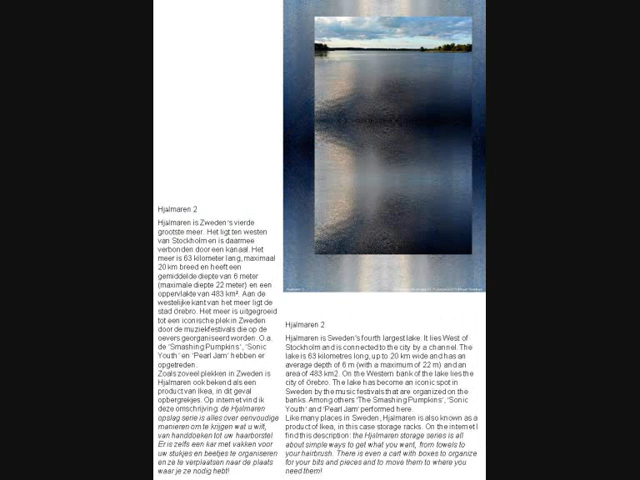 Hjalmaren 2
Hjalmaren is Zweden's vierde
grootste meer. Het ligt ten westen
van Stockholm en is daarmee
verbonden door een kanaal. Het
meer is 63 kilometer lang, maximaal
20 km breed en heeft een
gemiddelde diepte van 6 meter
(maximale diepte 22 meter) en een
oppervlakte van 483 km². Aan de
westelijke kant van het meer ligt de
stad örebro. Het meer is uitgegroeid
tot een iconische plek in Zweden
door de muziekfestivals die op de
oevers georganiseerd worden. O.a.
de 'Smashing Pumpkins', 'Sonic
Youth' en 'Pearl Jam' hebben er
opgetreden.
Zoals zoveel plekken in Zweden is
Hjalmaren ook bekend als een
product van Ikea, in dit geval
opbergrekjes. Op internet vind ik
deze omschrijving: de Hjalmaren
opslag serie is alles over eenvoudige
manieren om te krijgen wat u wilt,
van handdoeken tot uw haarborstel.
Er is zelfs een kar met vakken voor
uw stukjes en beetjes te organiseren
en ze te verplaatsen naar de plaats
waar je ze nodig hebt!
Hjalmaren 2
Hjalmaren is Sweden's fourth largest lake. It lies West of
Stockholm and is connected to the city by a channel. The
lake is 63 kilometres long, up to 20 km wide and has an
average depth of 6 m (with a maximum of 22 m) and an
area of 483 km2. On the Western bank of the lake lies the
city of Orebro. The lake has become an iconic spot in
Sweden by the music festivals that are organized on the
banks. Among others 'The Smashing Pumpkins', 'Sonic
Youth' and 'Pearl Jam' performed here.
Like many places in Sweden, Hjalmaren is also known as a
product of Ikea, in this case storage racks. On the internet I
find this description: the Hjalmaren storage series is all
about simple ways to get what you want, from towels to
your hairbrush. There is even a cart with boxes to organize
for your bits and pieces and to move them to where you
need them!